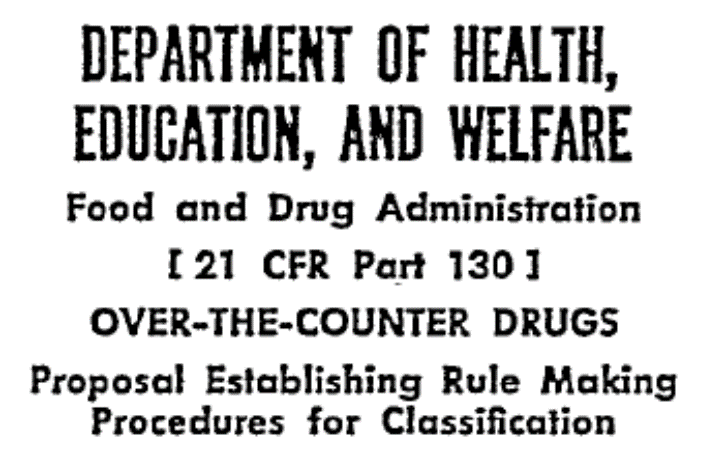 DEPARTMENT OF HEALTH,
EDUCATION, AND WELFARE
Food and Drug Administration
[ 21 CFR Part 130 ]
OVER-THE-COUNTER DRUGS
Proposal Establishing Rule Making
Procedures for Classification